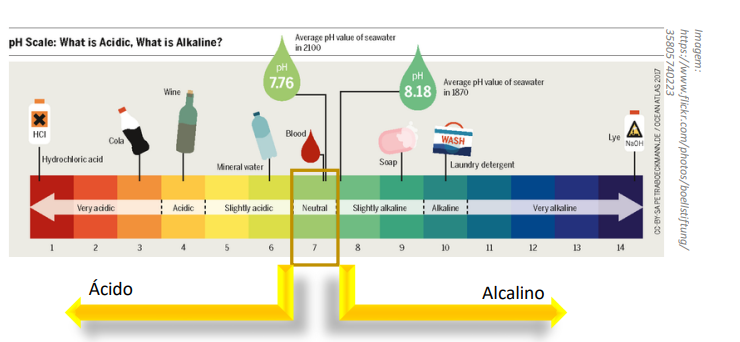 pH Scale: What is Acidic, What is Alkaline?
Average pH value of seawater
in 2100
pH
7.76
pH
8.18
Average pH value of seawater
in 1870
Wine
HCl
Hydrochloric acid
Cola
Mineral water
Blood
Soap
WASH
Laundry detergent
Lye
NaOH
Very acidic
Acidic
Slightly acidic
Neutral
Slightly alkaline
Alkaline
Very alkaline
1 2 3 4 5 6 7 8 9 10 11 12 13 14
Ácido
Alcalino
CC-BY-SA PETRABOECKMANN.DE / OCEAN ATLAS 2017
Imagem:
https://www.flickr.com/photos/boellstiftung/
35805740223